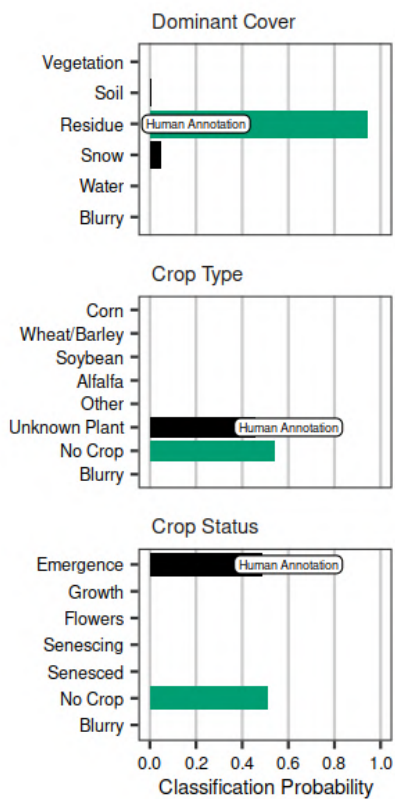 Dominant Cover
Vegetation
Soil
Residue
Human Annotation
Snow
Water
Blurry
Crop Type
Corn
Wheat/Barley
Soybean
Alfalfa
Other
Unknown Plant
Human Annotation
No Crop
Blurry
Crop Status
Emergence
Human Annotation
Growth
Flowers
Senescing
Senesced
No Crop
Blurry
0.0 0.2 0.4 0.6 0.8 1.0
Classification Probability